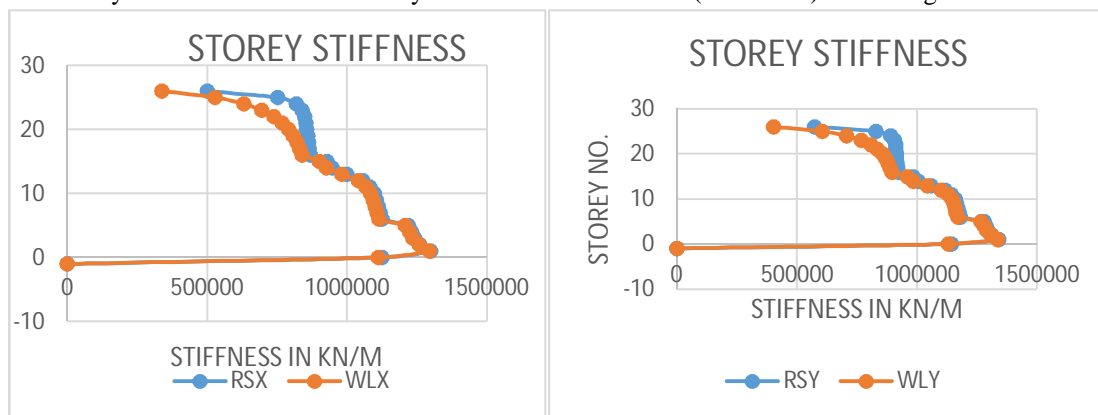 STOREY STIFFNESS
30
20
10
0
-10
0 500000 1000000 1500000
STIFFNESS IN KN/M
RSX WLX
STOREY STIFFNESS
STOREY NO.
30
20
10
0
-10
0 500000 1000000 1500000
STIFFNESS IN KN/M
RSY WLY